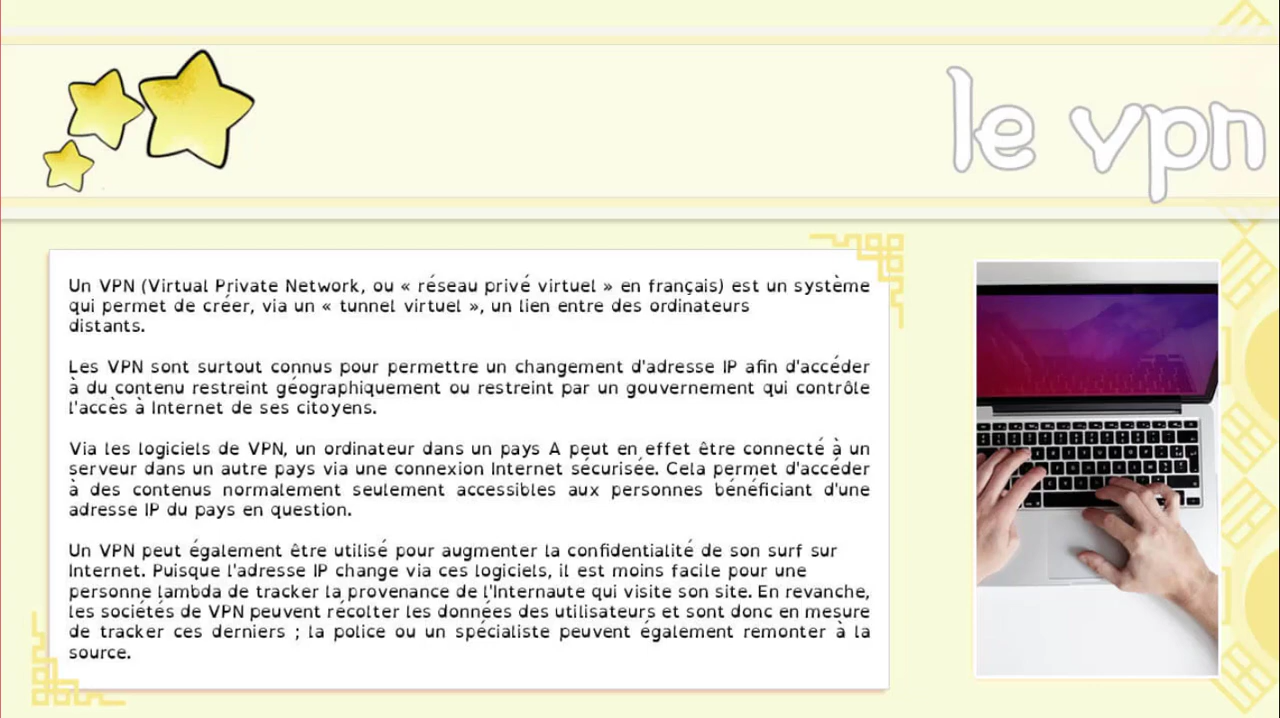 le vpn
Un VPN (Virtual Private Network, ou « réseau privé virtuel » en français) est un système
qui permet de créer, via un « tunnel virtuel », un lien entre des ordinateurs
distants.
Les VPN sont surtout connus pour permettre un changement d'adresse IP afin d'accéder
à du contenu restreint géographiquement ou restreint par un gouvernement qui contrôle
l'accès à Internet de ses citoyens.
Via les logiciels de VPN, un ordinateur dans un pays A peut en effet être connecté à un
serveur dans un autre pays via une connexion Internet sécurisée. Cela permet d'accéder
à des contenus normalement seulement accessibles aux personnes bénéficiant d'une
adresse IP du pays en question.
Un VPN peut également être utilisé pour augmenter la confidentialité de son surf sur
Internet. Puisque l'adresse IP change via ces logiciels, il est moins facile pour une
personne lambda de tracker la provenance de l'Internaute qui visite son site. En revanche,
les sociétés de VPN peuvent récolter les données des utilisateurs et sont donc en mesure
de tracker ces derniers ; la police ou un spécialiste peuvent également remonter à la
source.